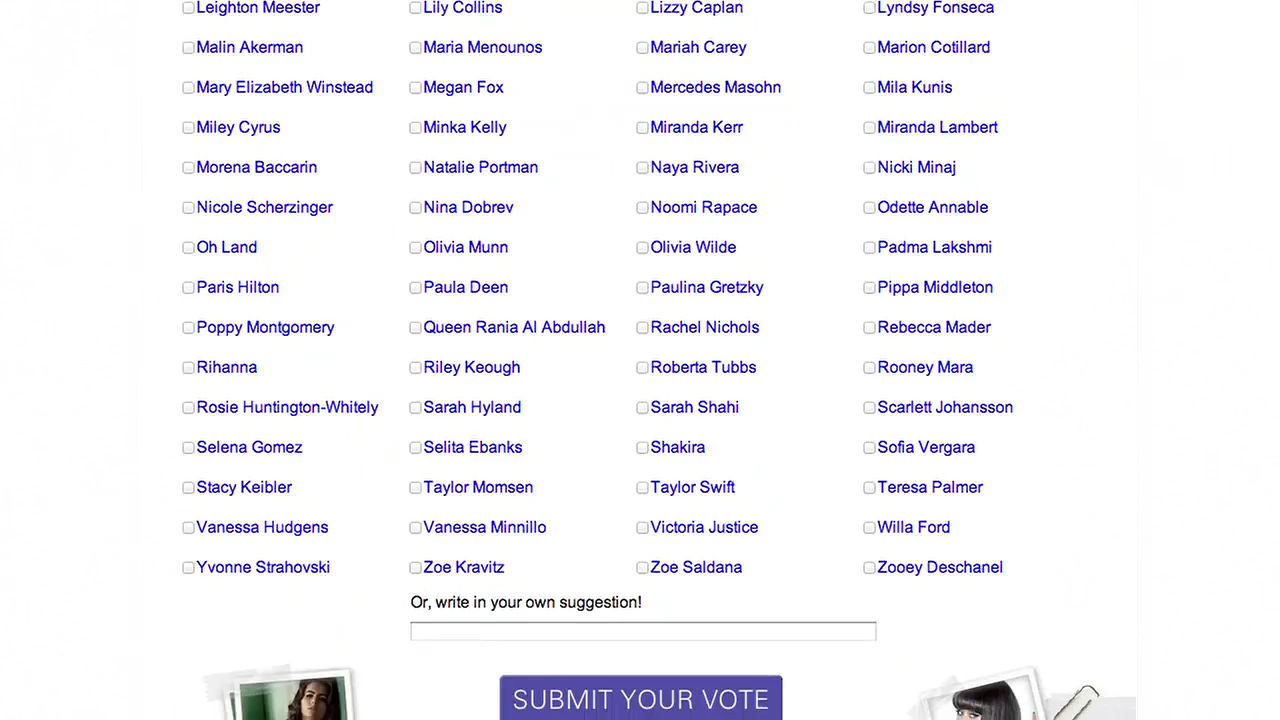 Leighton Meester Lily Collins Lizzy Caplan Lyndsy Fonseca
Malin Akerman Maria Menounos Mariah Carey Marion Cotillard
Mary Elizabeth Winstead Megan Fox Mercedes Masohn Mila Kunis
Miley Cyrus Minka Kelly Miranda Kerr Miranda Lambert
Morena Baccarin Natalie Portman Naya Rivera Nicki Minaj
Nicole Scherzinger Nina Dobrev Noomi Rapace Odette Annable
Oh Land Olivia Munn Olivia Wilde Padma Lakshmi
Paris Hilton Paula Deen Paulina Gretzky Pippa Middleton
Poppy Montgomery Queen Rania Al Abdullah Rachel Nichols Rebecca Mader
Rihanna Riley Keough Roberta Tubbs Rooney Mara
Rosie Huntington-Whitely Sarah Hyland Sarah Shahi Scarlett Johansson
Selena Gomez Selita Ebanks Shakira Sofia Vergara
Stacy Keibler Taylor Momsen Taylor Swift Teresa Palmer
Vanessa Hudgens Vanessa Minnillo Victoria Justice Willa Ford
Yvonne Strahovski Zoe Kravitz Zoe Saldana Zooey Deschanel
Or, write in your own suggestion!
SUBMIT YOUR VOTE